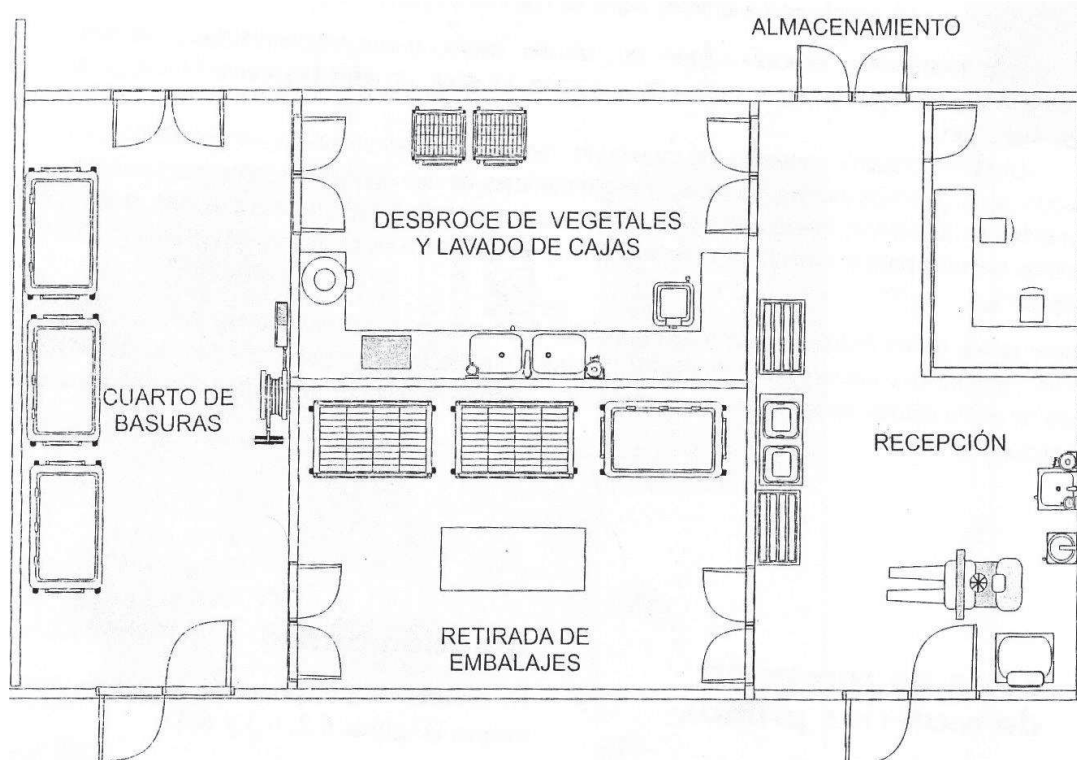 ALMACENAMIENTO
DESBROCE DE VEGETALES
Y LAVADO DE CAJAS
CUARTO DE
BASURAS
RECEPCIÓN
RETIRADA DE
EMBALAJES